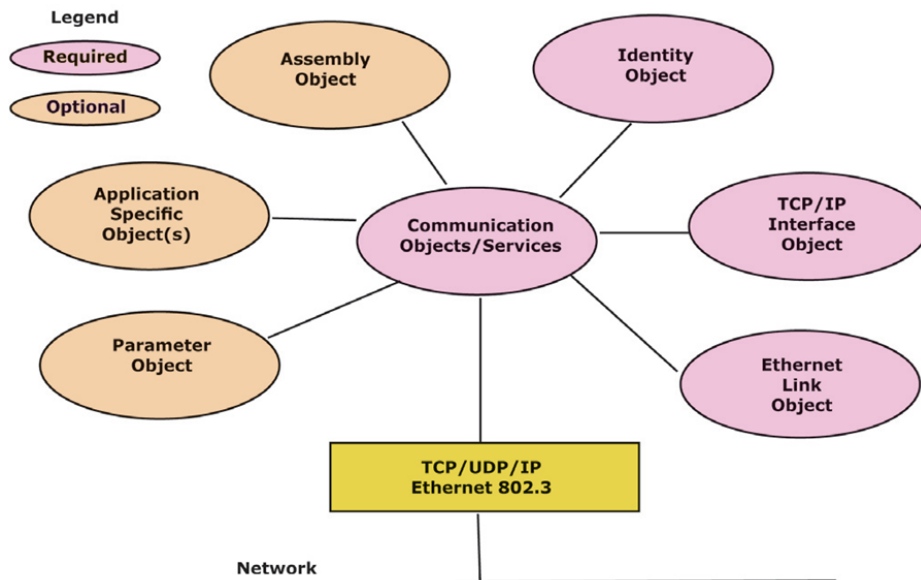 Legend
Required
Optional
Assembly
Object
Identity
Object
Application
Specific
Object(s)
Communication
Objects/Services
TCP/IP
Interface
Object
Parameter
Object
Ethernet
Link
Object
TCP/UDP/IP
Ethernet 802.3
Network